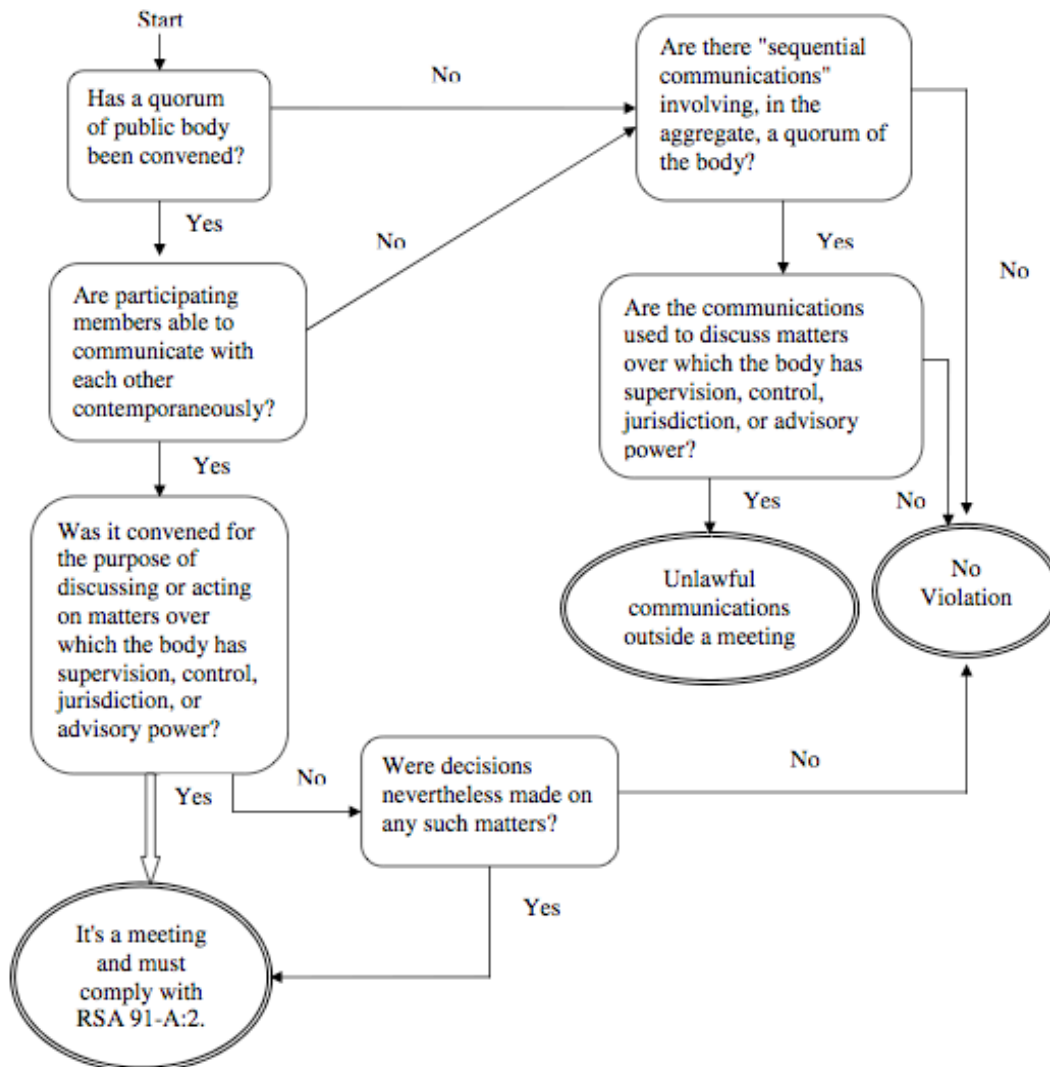 Start
Has a quorum
of public body
been convened?
No
Yes
Are participating
members able to
communicate with
each other
contemporaneously?
No
Yes
Was it convened for
the purpose of
discussing or acting
on matters over
which the body has
supervision, control,
jurisdiction, or
advisory power?
Yes
No
It's a meeting
and must
comply with
RSA 91-A:2.
Were decisions
nevertheless made on
any such matters?
No
Yes
Are there "sequential
communications"
involving, in the
aggregate, a quorum of
the body?
Yes
No
Are the communications
used to discuss matters
over which the body has
supervision, control,
jurisdiction, or advisory
power?
Yes
No
Unlawful
communications
outside a meeting
No
Violation